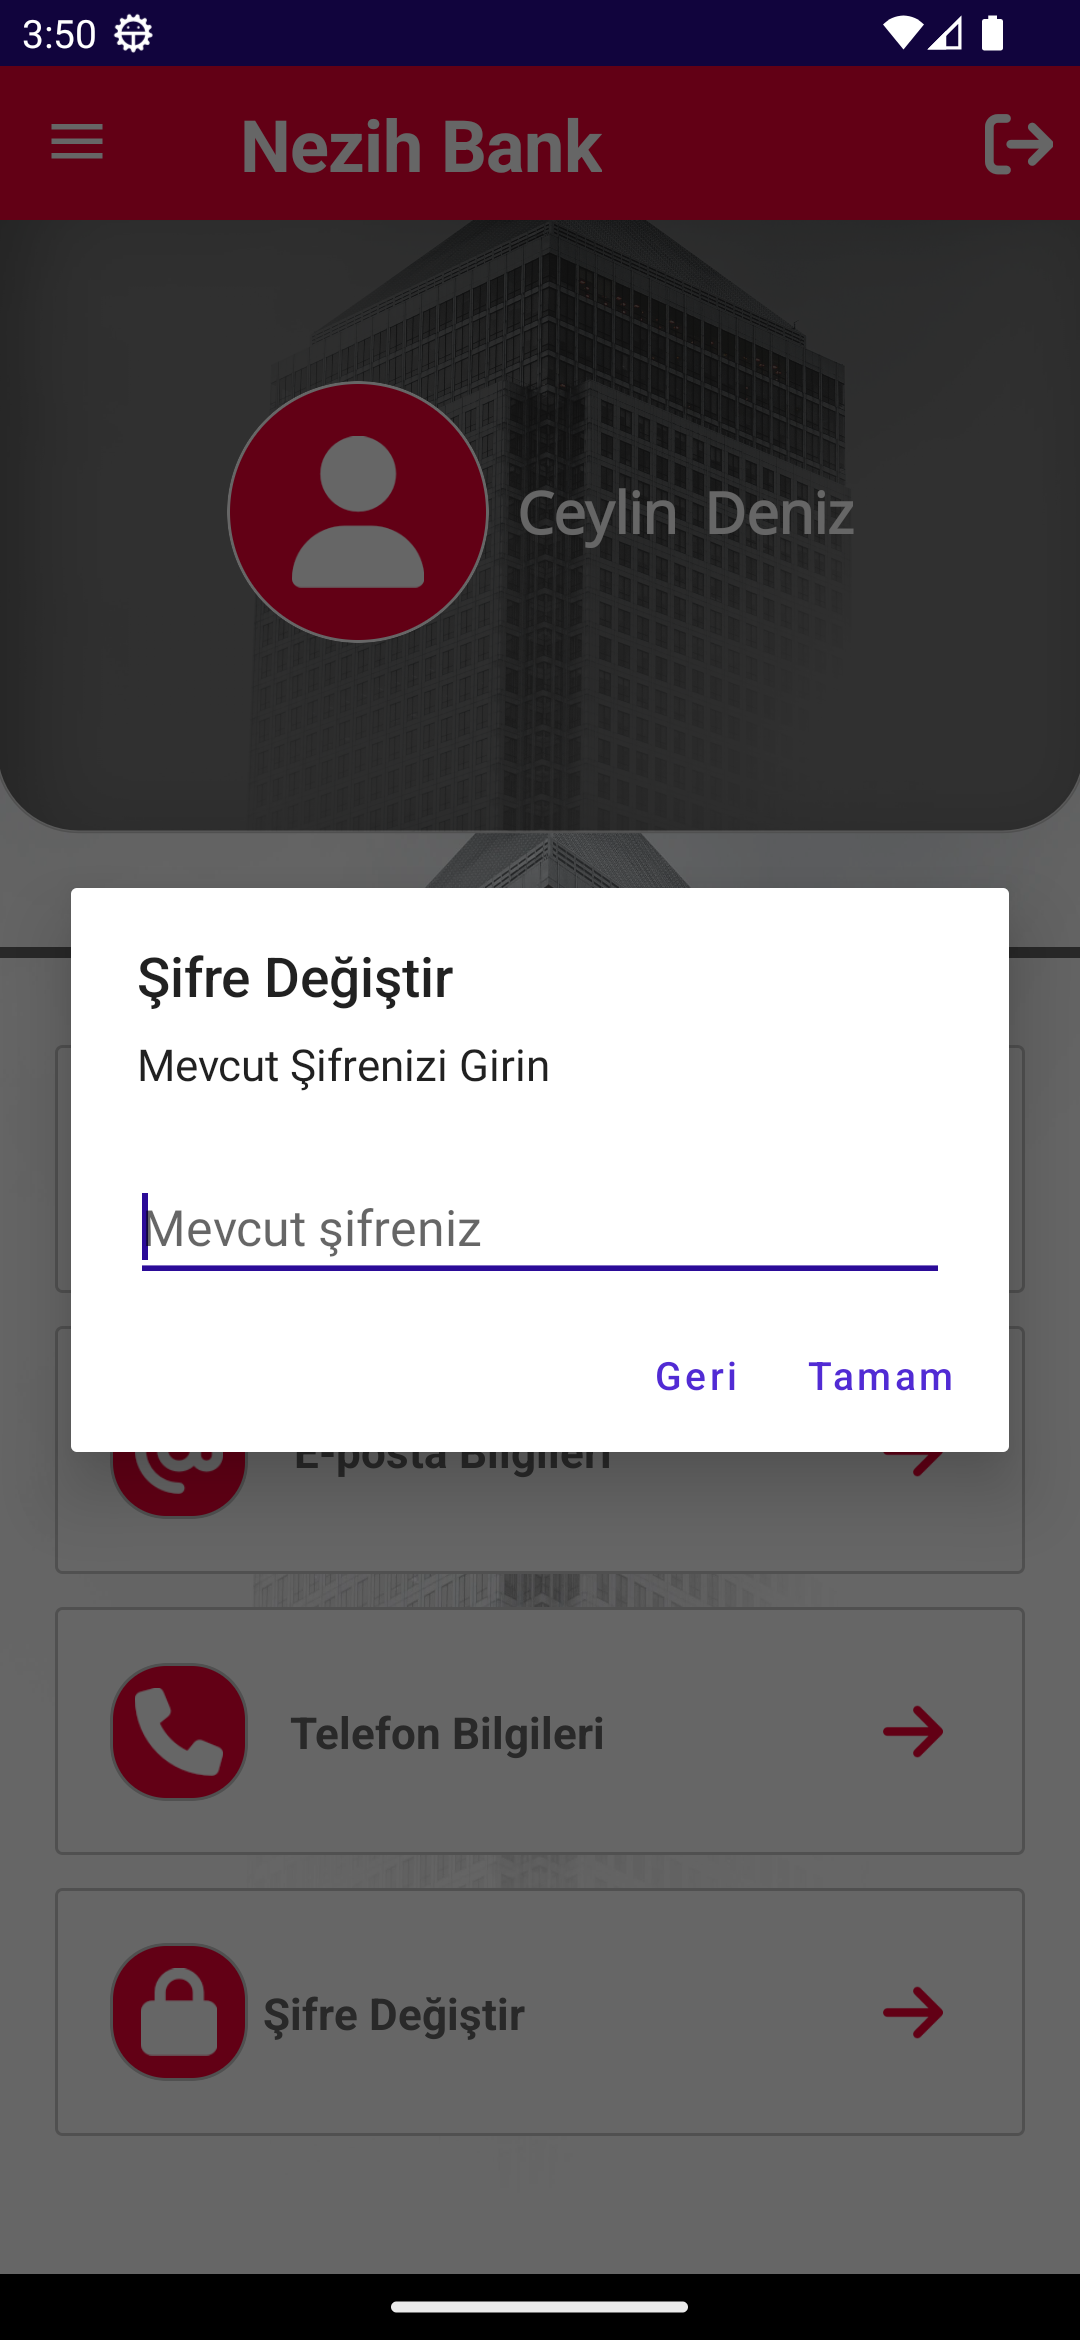 3:50
Nezih Bank
Ceylin Deniz
Şifre Değiştir
Mevcut Şifrenizi Girin
Mevcut şifreniz
Geri Tamam
E-posta Bilgileri
Telefon Bilgileri
Şifre Değiştir